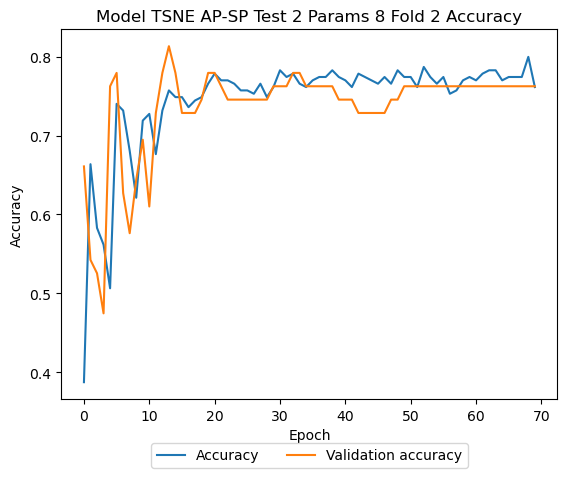 Model TSNE AP-SP Test 2 Params 8 Fold 2 Accuracy
0.8
0.7
0.6
0.5
0.4
Accuracy
0 10 20 30 40 50 60 70
Epoch
Accuracy Validation accuracy